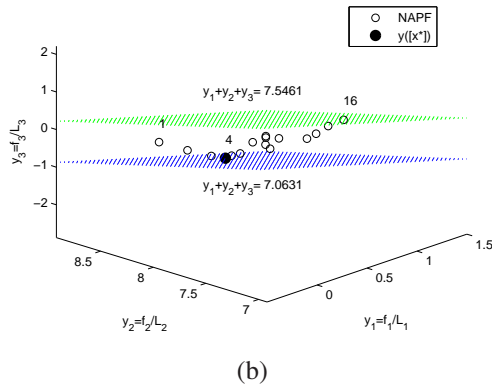 NAPF
y([x*])
2
1
0
−1
−2
y₃=f₃/L₃
y₁+y₂+y₃= 7.5461
16
1
4
y₁+y₂+y₃= 7.0631
8.5
8
7.5
7
0
0.5
1
1.5
y₂=f₂/L₂
y₁=f₁/L₁
(b)